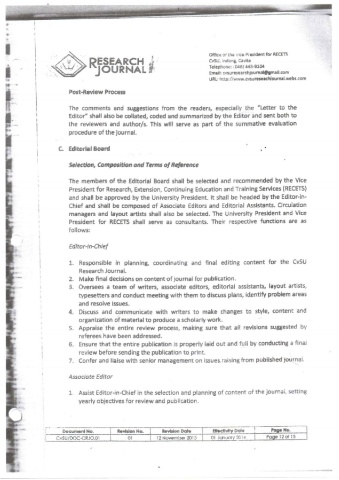 RESEARCH
JOURNAL
Office of the Vice President for RECETS
CvSU, Indang, Cavite
Telephone: (046) 443-9104
Email: cvsuresearchjournal@gmail.com
URL: http://www.cvsuresearchjournal.webs.com
Post-Review Process
The comments and suggestions from the readers, especially the "Letter to the
Editor" shall also be collated, coded and summarized by the Editor and sent both to
the reviewers and author/s. This will serve as part of the summative evaluation
procedure of the journal.
C. Editorial Board
Selection, Composition and Terms of Reference
The members of the Editorial Board shall be selected and recommended by the Vice
President for Research, Extension, Continuing Education and Training Services (RECETS)
and shall be approved by the University President. It shall be headed by the Editor-in-
Chief and shall be composed of Associate Editors and Editorial Assistants. Circulation
managers and layout artists shall also be selected. The University President and Vice
President for RECETS shall serve as consultants. Their respective functions are as
follows:
Editor-in-Chief
1. Responsible in planning, coordinating and final editing content for the CvSU
Research Journal.
2. Make final decisions on content of journal for publication.
3. Oversees a team of writers, associate editors, editorial assistants, layout artists,
typesetters and conduct meeting with them to discuss plans, identify problem areas
and resolve issues.
4. Discuss and communicate with writers to make changes to style, content and
organization of material to produce a scholarly work.
5. Appraise the entire review process, making sure that all revisions suggested by
referees have been addressed.
6. Ensure that the entire publication is properly laid out and full by conducting a final
review before sending the publication to print.
7. Confer and liaise with senior management on issues raising from published journal.
Associate Editor
1. Assist Editor-in-Chief in the selection and planning of content of the journal, setting
yearly objectives for review and publication.
Document No. Revision No. Revision Date Effectivity Date Page No.
01 12 November 2013 01 January 2014 Page 12 of 15